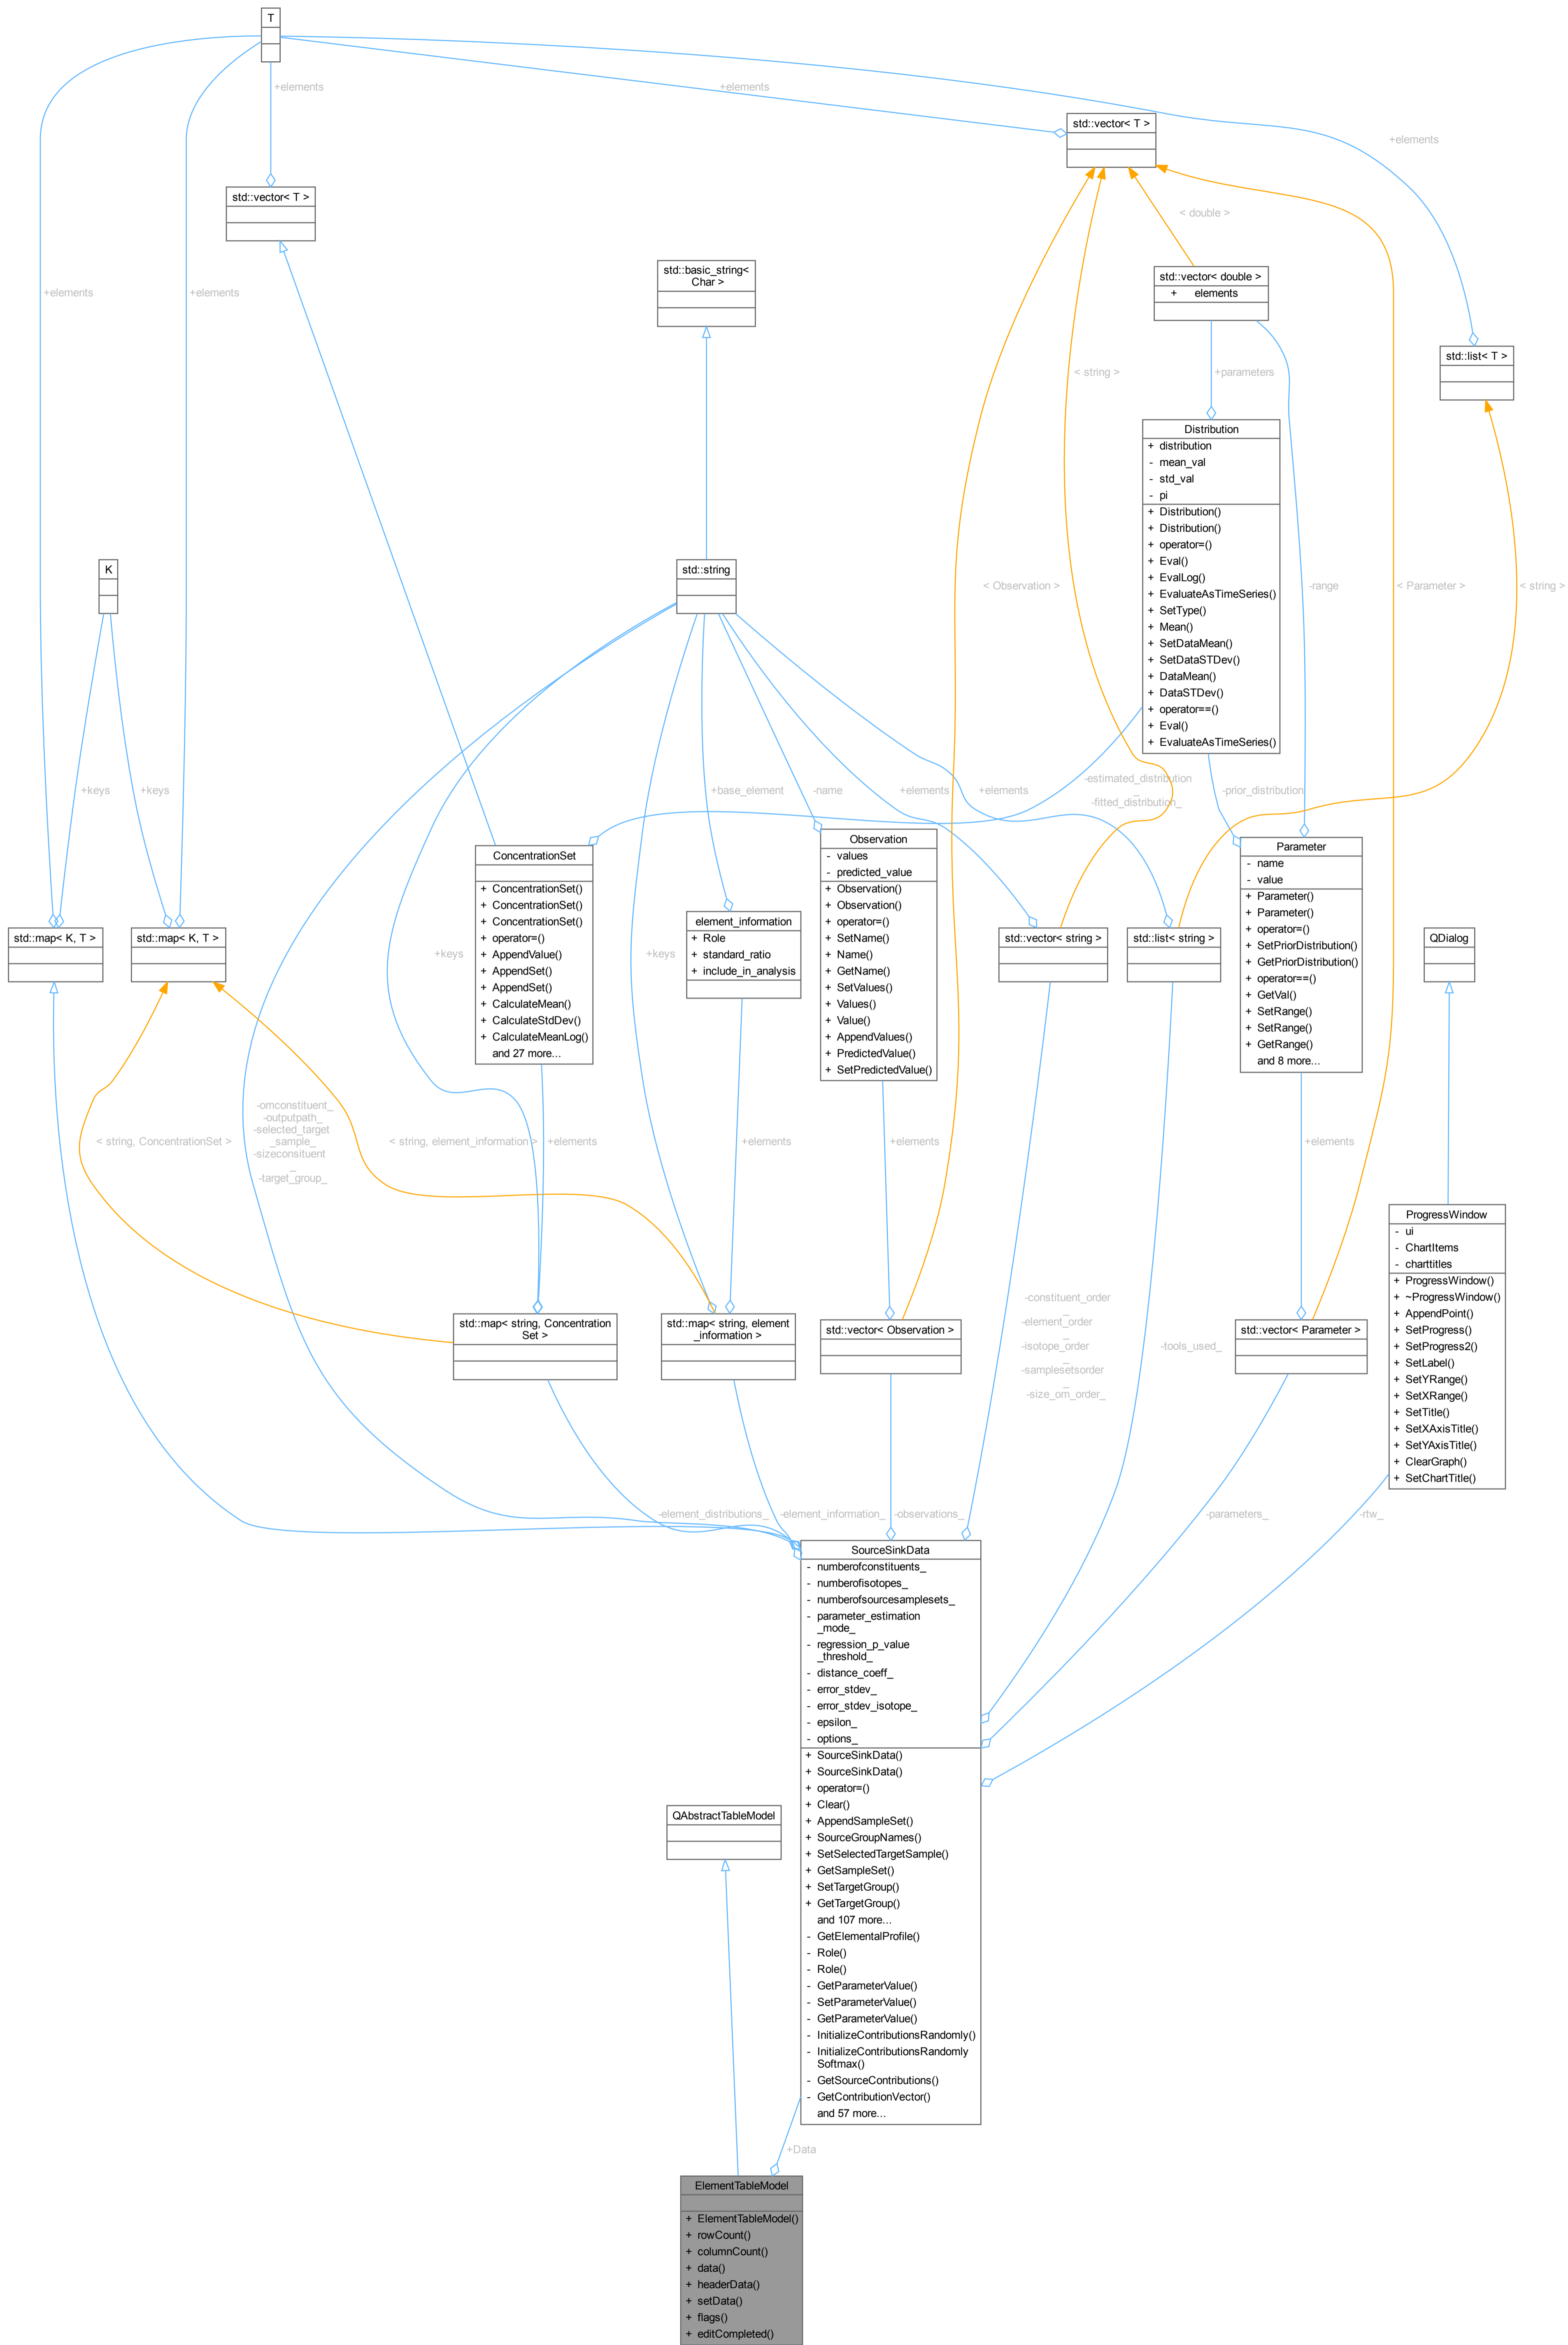 T
+elements
+elements
std::vector< T >
+elements
std::vector< T >
< double >
std::basic_string<
Char >
std::vector< double >
+ elements
+elements
+elements
std::list< T >
< string >
+parameters
Distribution
+ distribution
- mean_val
- std_val
- pi
+ Distribution()
+ Distribution()
+ operator=()
+ Eval()
+ EvalLog()
+ EvaluateAsTimeSeries()
+ SetType()
+ Mean()
+ SetDataMean()
+ SetDataSTDev()
+ DataMean()
+ DataSTDev()
+ operator==()
+ Eval()
+ EvaluateAsTimeSeries()
K
std::string
< Observation >
-range
< Parameter >
< string >
+keys
+keys
+base_element
-name
+elements
+elements
-estimated_distribution
_
-fitted_distribution_
-prior_distribution
ConcentrationSet
+ ConcentrationSet()
+ ConcentrationSet()
+ ConcentrationSet()
+ operator=()
+ AppendValue()
+ AppendSet()
+ AppendSet()
+ CalculateMean()
+ CalculateStdDev()
+ CalculateMeanLog()
and 27 more...
Observation
- values
- predicted_value
+ Observation()
+ Observation()
+ operator=()
+ SetName()
+ Name()
+ GetName()
+ SetValues()
+ Values()
+ Value()
+ AppendValues()
+ PredictedValue()
+ SetPredictedValue()
Parameter
- name
- value
+ Parameter()
+ Parameter()
+ operator=()
+ SetPriorDistribution()
+ GetPriorDistribution()
+ operator==()
+ GetVal()
+ SetRange()
+ SetRange()
+ GetRange()
and 8 more...
std::map< K, T >
std::map< K, T >
+keys
+keys
element_information
+ Role
+ standard_ratio
+ include_in_analysis
std::vector< string >
std::list< string >
QDialog
-omconstituent_
-outputpath_
-selected_target
_sample_
-sizeconsituent
_
-target_group_
< string, ConcentrationSet >
< string, element_information >
+elements
+elements
+elements
+elements
ProgressWindow
- ui
- ChartItems
- charttitles
+ ProgressWindow()
+ ~ProgressWindow()
+ AppendPoint()
+ SetProgress()
+ SetProgress2()
+ SetLabel()
+ SetYRange()
+ SetXRange()
+ SetTitle()
+ SetXAxisTitle()
+ SetYAxisTitle()
+ ClearGraph()
+ SetChartTitle()
std::map< string, Concentration
Set >
std::map< string, element
_information >
std::vector< Observation >
-constituent_order
_
-element_order
_
-isotope_order
_
-samplesetsorder
_
-size_om_order_
-tools_used_
std::vector< Parameter >
-element_distributions_
-element_information_
-observations_
-parameters_
-rtw_
SourceSinkData
- numberofconstituents_
- numberofisotopes_
- numberofsourcesamplesets_
- parameter_estimation
_mode_
- regression_p_value
_threshold_
- distance_coeff_
- error_stdev_
- error_stdev_isotope_
- epsilon_
- options_
+ SourceSinkData()
+ SourceSinkData()
+ operator=()
+ Clear()
+ AppendSampleSet()
+ SourceGroupNames()
+ SetSelectedTargetSample()
+ GetSampleSet()
+ SetTargetGroup()
+ GetTargetGroup()
and 107 more...
- GetElementalProfile()
- Role()
- Role()
- GetParameterValue()
- SetParameterValue()
- GetParameterValue()
- InitializeContributionsRandomly()
- InitializeContributionsRandomly
Softmax()
- GetSourceContributions()
- GetContributionVector()
and 57 more...
QAbstractTableModel
+Data
ElementTableModel
+ ElementTableModel()
+ rowCount()
+ columnCount()
+ data()
+ headerData()
+ setData()
+ flags()
+ editCompleted()